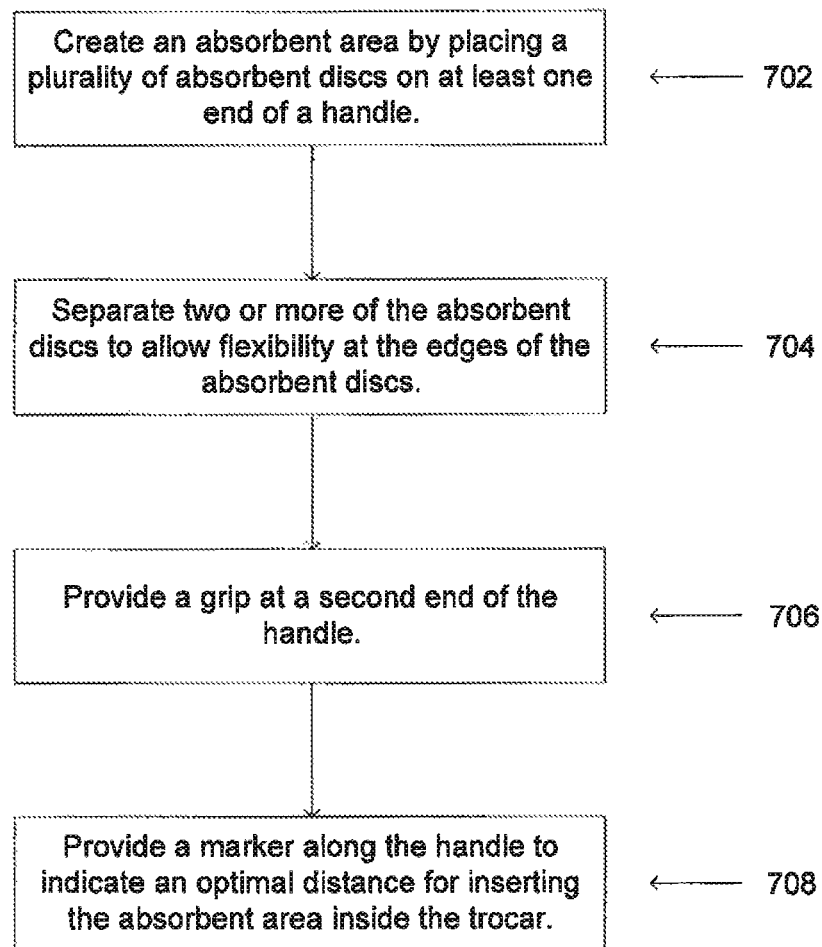 Create an absorbent area by placing a
plurality of absorbent discs on at least one
end of a handle.
702
Separate two or more of the absorbent
discs to allow flexibility at the edges of the
absorbent discs.
704
Provide a grip at a second end of the
handle.
706
Provide a marker along the handle to
indicate an optimal distance for inserting
the absorbent area inside the trocar.
708